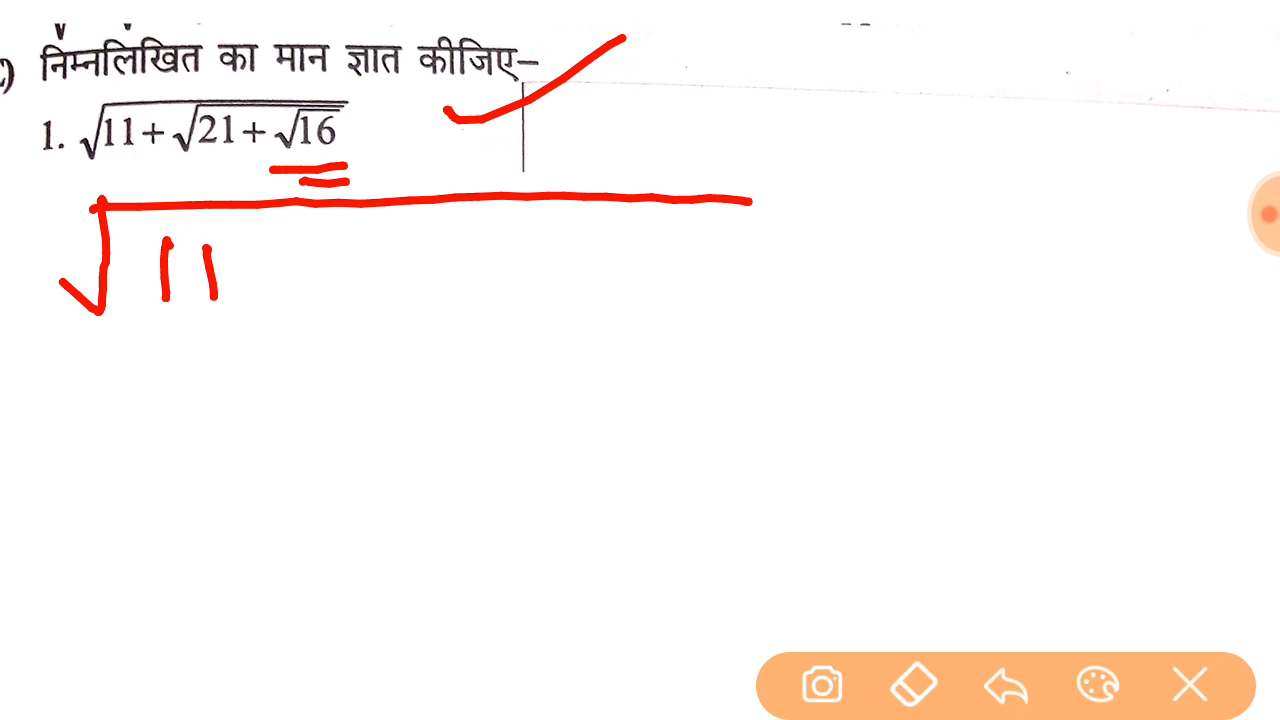 निम्नलिखित का मान ज्ञात कीजिए–
1. √11+√21+√16
√11